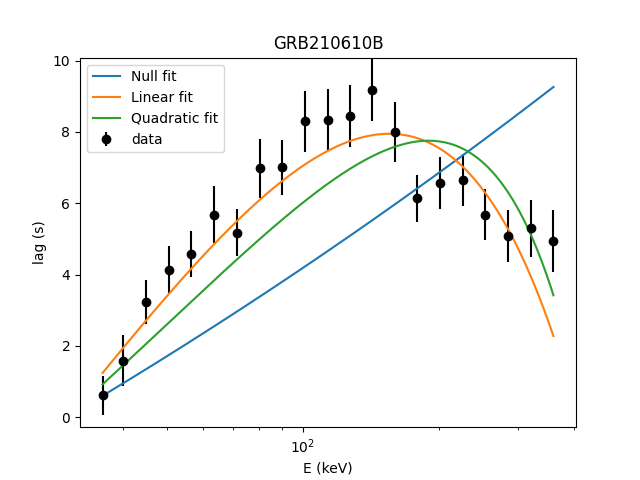 GRB210610B
Null fit
Linear fit
Quadratic fit
data
10
8
6
4
2
0
lag (s)
10²
E (keV)